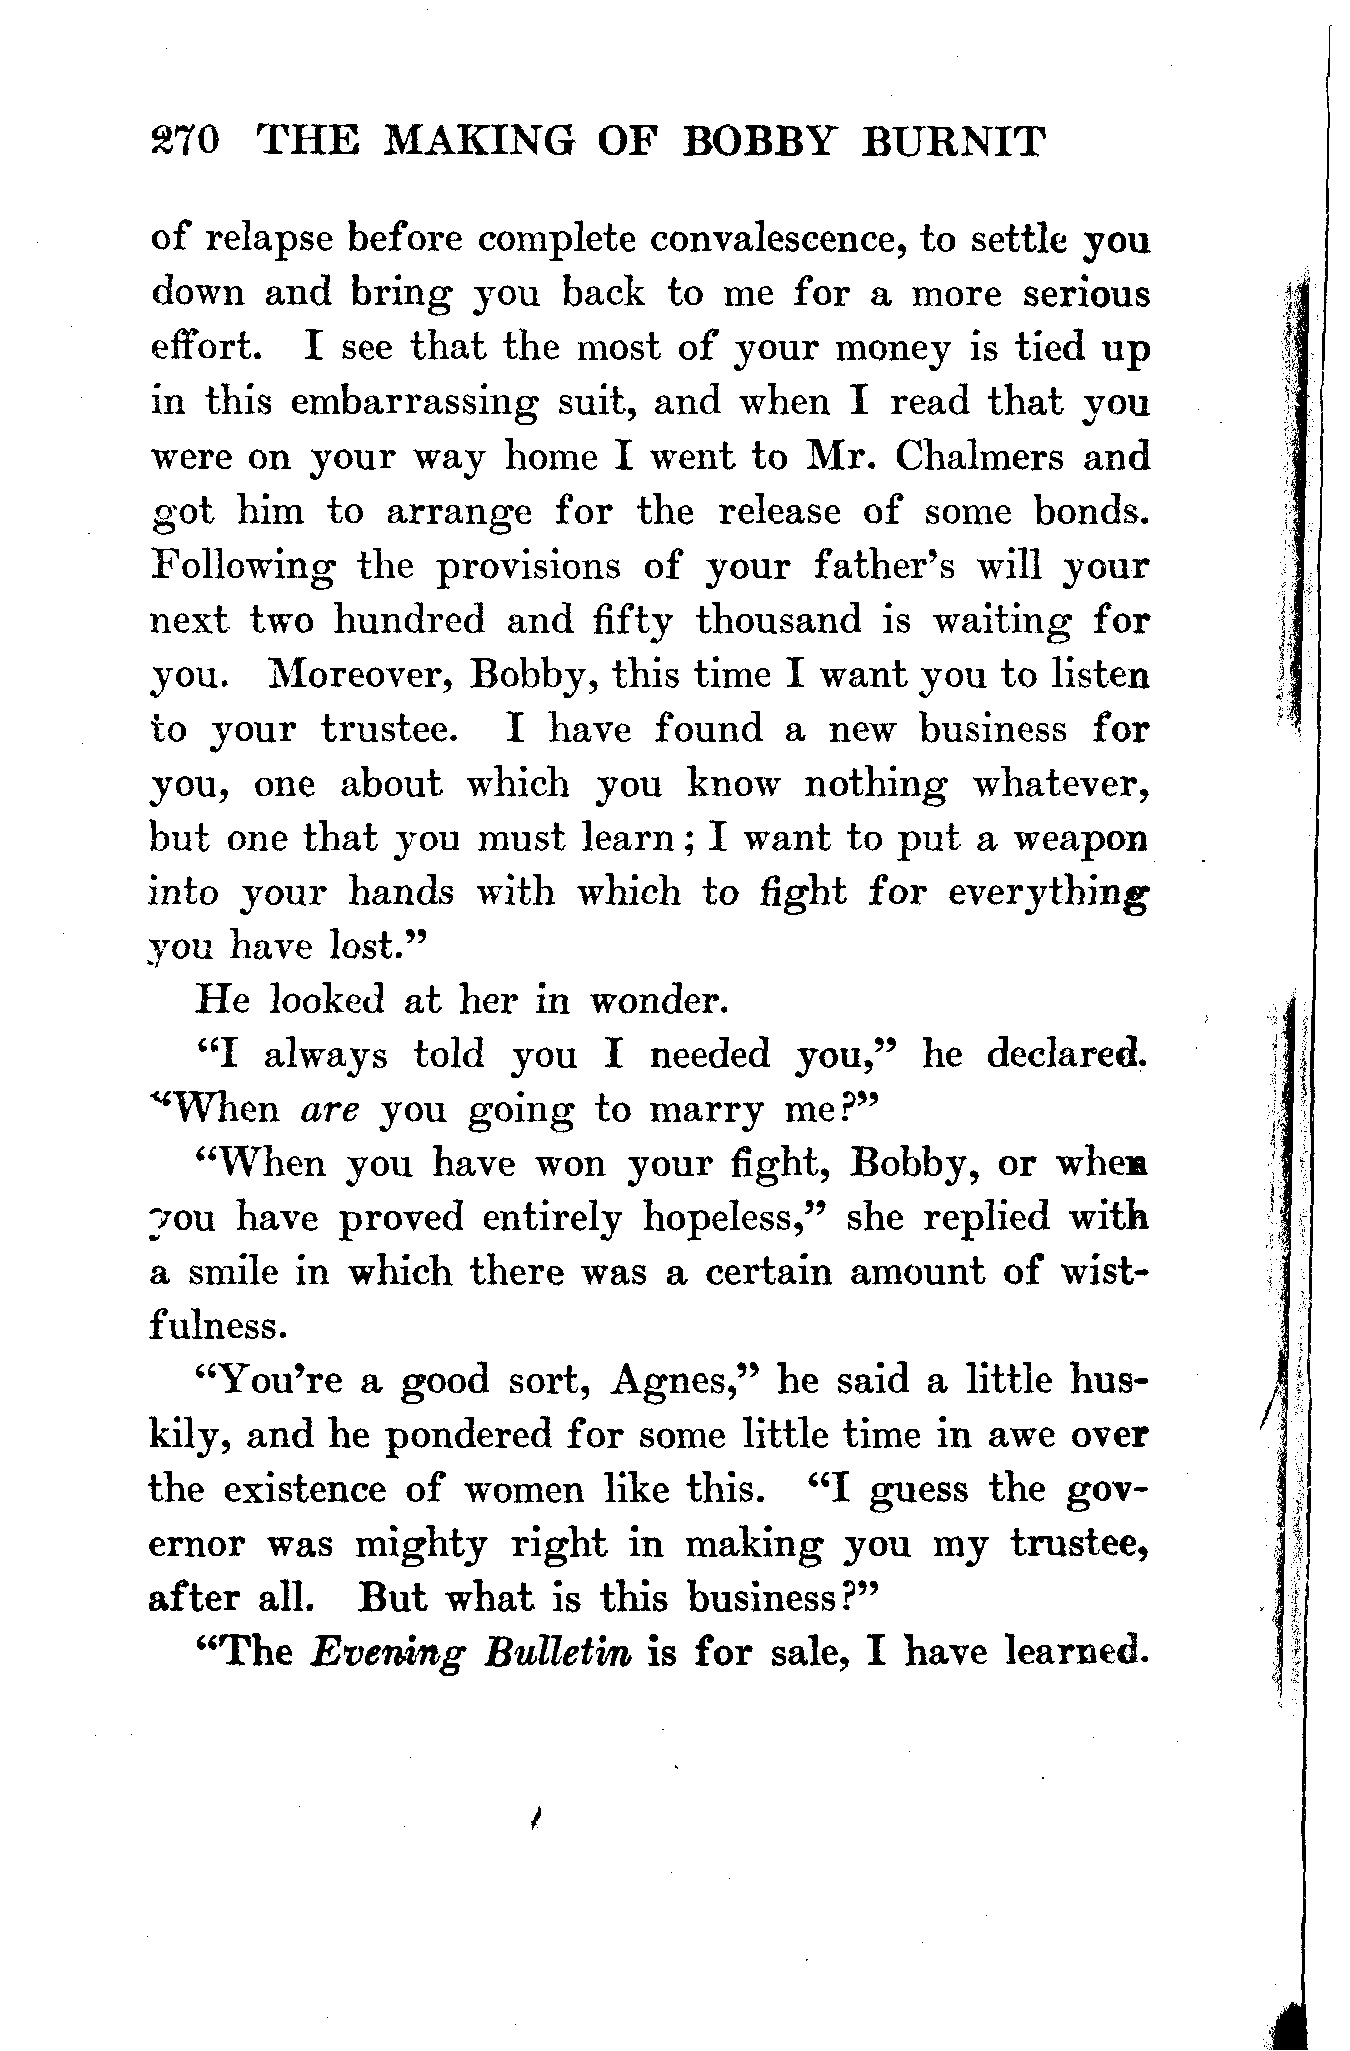 270 THE MAKING OF BOBBY BURNIT
of relapse before complete convalescence, to settle you
down and bring you back to me for a more serious
effort. I see that the most of your money is tied up
in this embarrassing suit, and when I read that you
were on your way home I went to Mr. Chalmers and
got him to arrange for the release of some bonds.
Following the provisions of your father's will your
next two hundred and fifty thousand is waiting for
you. Moreover, Bobby, this time I want you to listen
to your trustee. I have found a new business for
you, one about which you know nothing whatever,
but one that you must learn; I want to put a weapon
into your hands with which to fight for everything
you have lost."
He looked at her in wonder.
"I always told you I needed you," he declared.
"When are you going to marry me?"
"When you have won your fight, Bobby, or when
you have proved entirely hopeless," she replied with
a smile in which there was a certain amount of wist-
fulness.
"You're a good sort, Agnes," he said a little hus-
kily, and he pondered for some little time in awe over
the existence of women like this. "I guess the gov-
ernor was mighty right in making you my trustee,
after all. But what is this business?"
"The Evening Bulletin is for sale, I have learned.